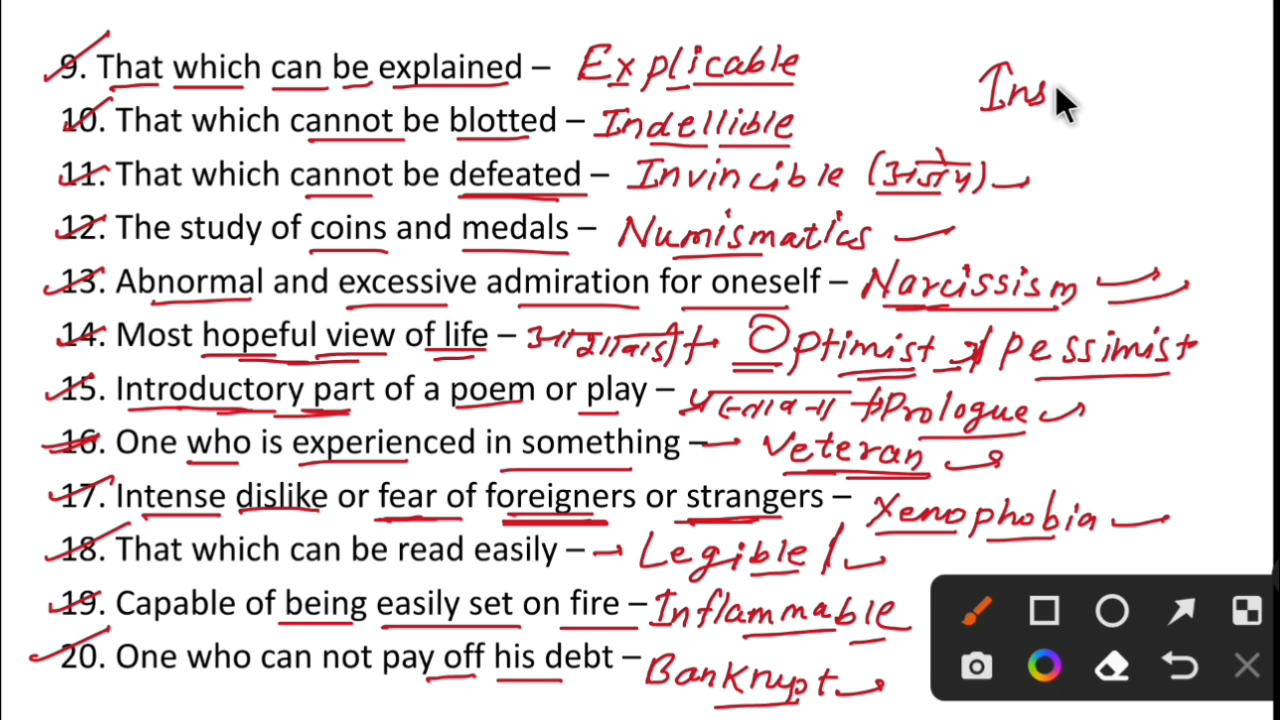 9. That which can be explained – Explicable
Ins
10. That which cannot be blotted – Indellible
11. That which cannot be defeated – Invincible (अजेय)
12. The study of coins and medals – Numismatics
13. Abnormal and excessive admiration for oneself – Narcissism
14. Most hopeful view of life – आशावादी Optimist / pessimist
15. Introductory part of a poem or play – प्रस्तावना Prologue
16. One who is experienced in something – Veteran
17. Intense dislike or fear of foreigners or strangers – Xenophobia
18. That which can be read easily – Legible /
19. Capable of being easily set on fire – Inflammable
20. One who can not pay off his debt – Bankrupt